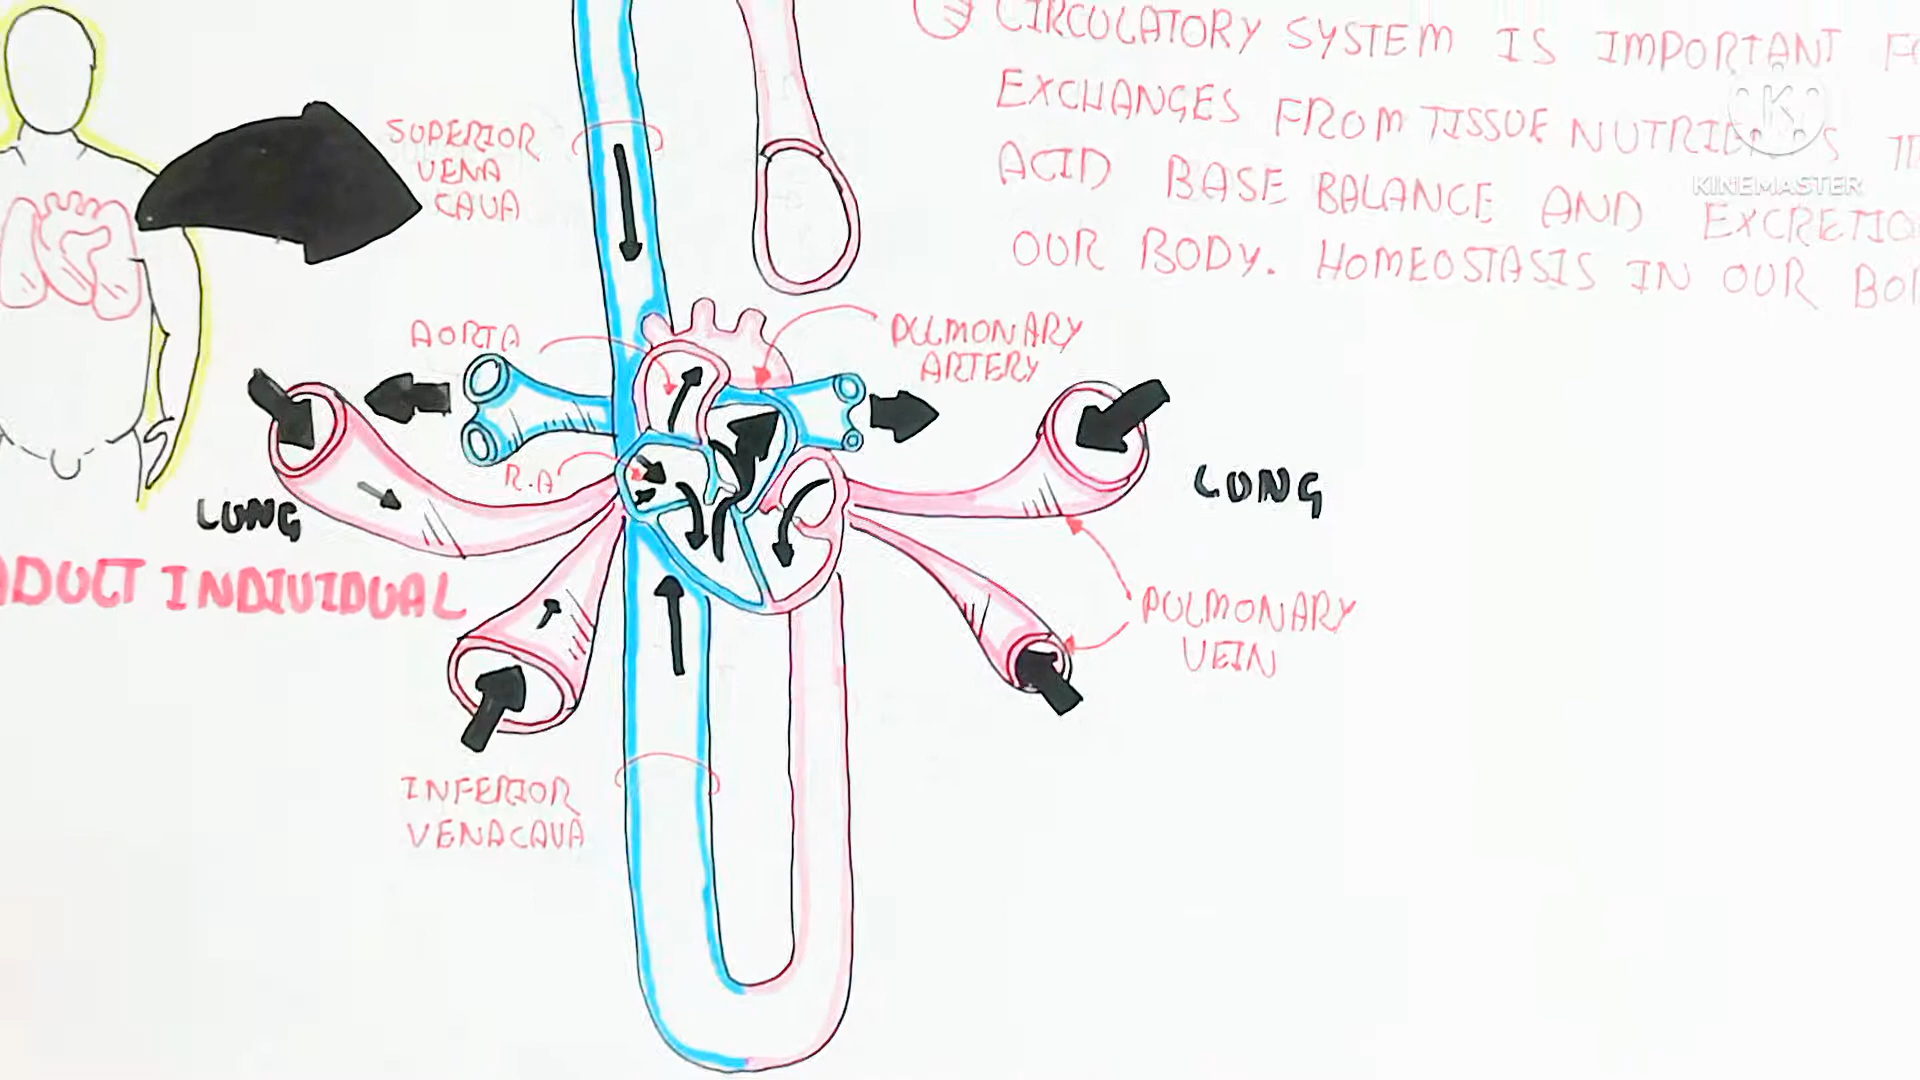 CIRCULATORY SYSTEM IS IMPORTANT
EXCHANGES FROM TISSUE
ACID BASE BALANCE AND
OUR BODY. HOMEOSTASIS IN OUR
KINEMASTER
SUPERIOR
VENA
CAVA
AORTA
PULMONARY
ARTERY
R.A
LUNG
LUNG
INDIVIDUAL
PULMONARY
VEIN
INFERIOR
VENACAVA